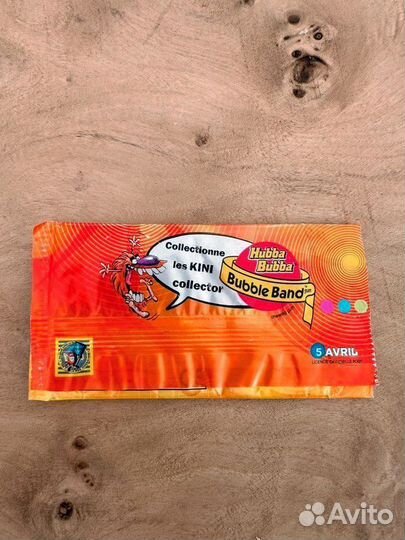 Collectionne
les KINI
collector
Hubba
Bubba
Bubble Band
5 AVRIL
Avito